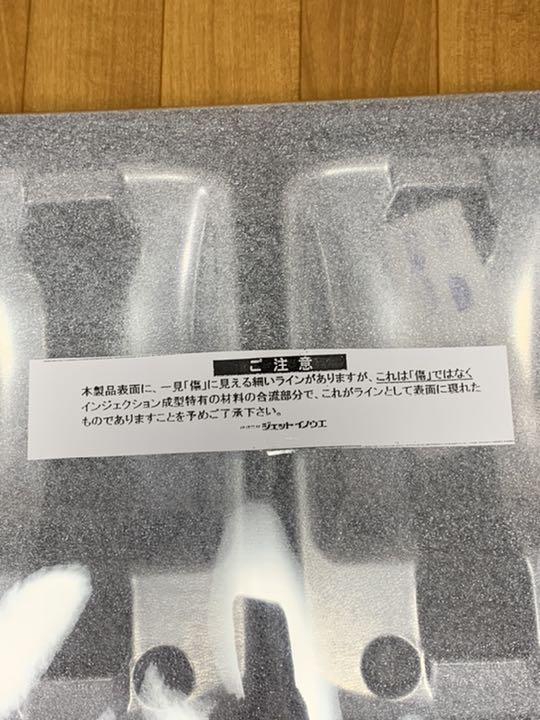 ご注意
本製品表面に、一見「傷」に見える細いラインがありますが、これは「傷」ではなく
インジェクション成型特有の材料の合流部分で、これがラインとして表面に現れた
ものでありますことを予めご了承下さい。
ジェットイノウエ